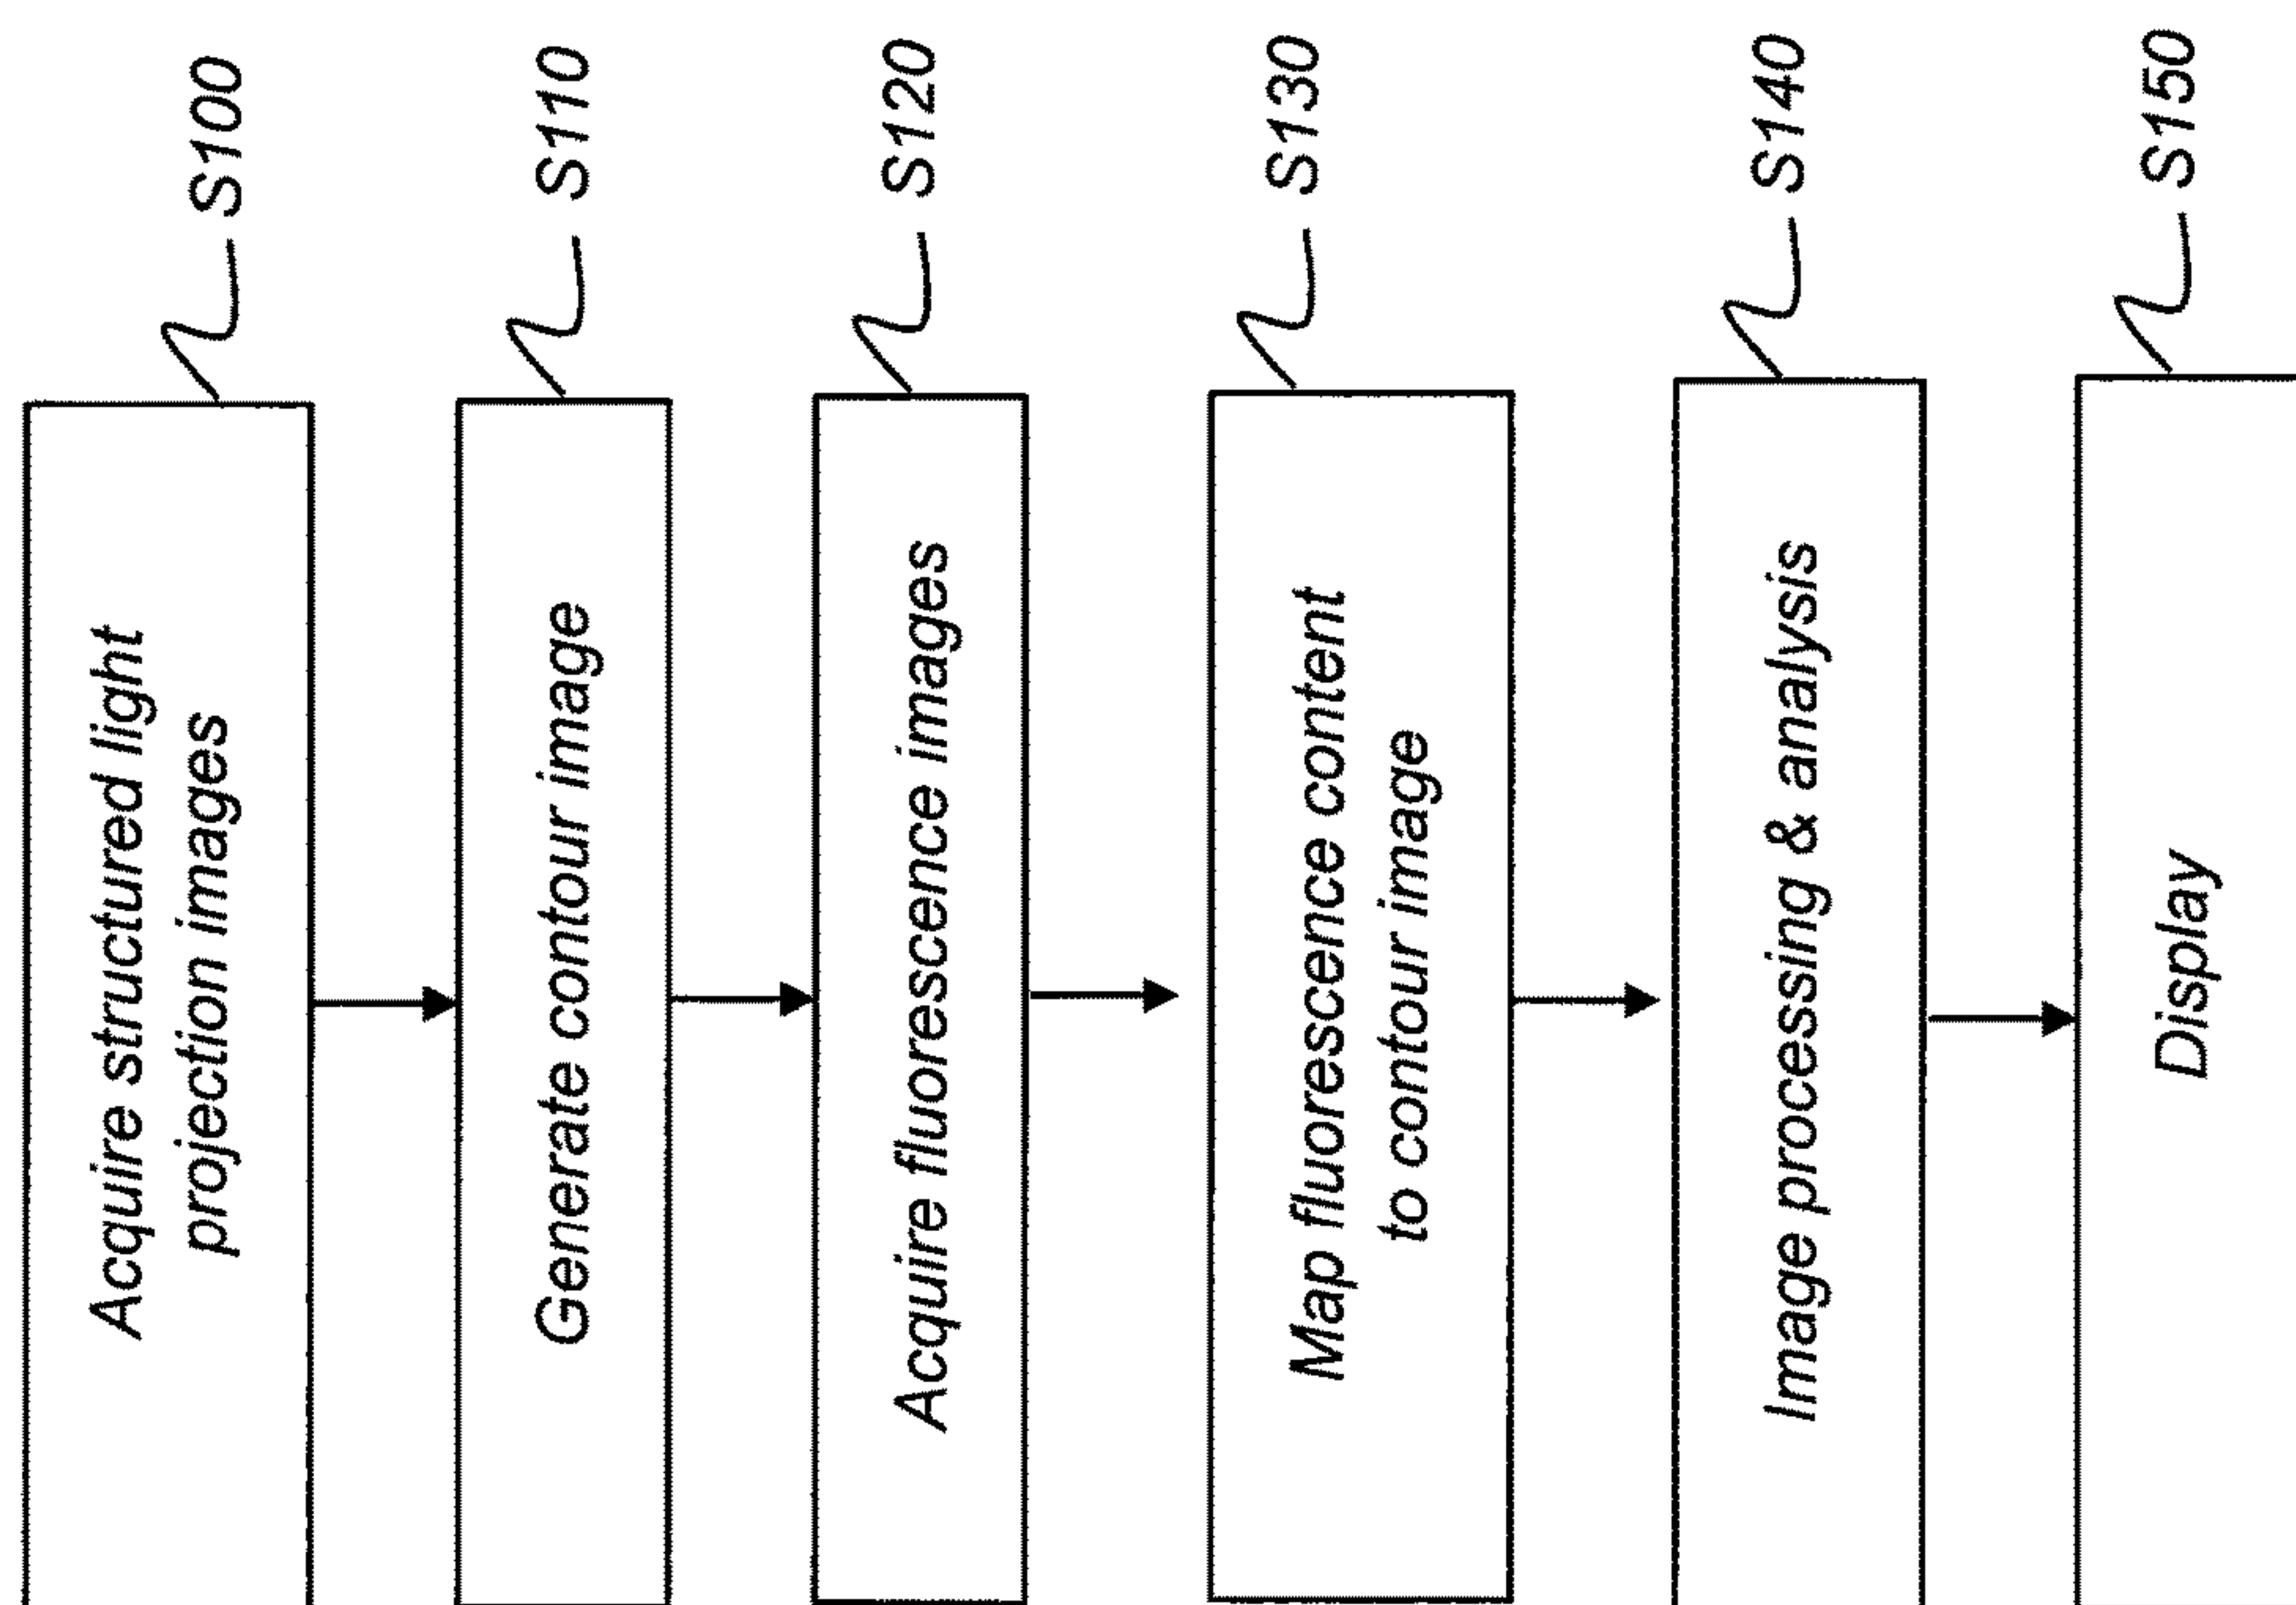 Acquire structured light
projection images
S100
Generate contour image
S110
Acquire fluorescence images
S120
Map fluorescence content
to contour image
S130
Image processing & analysis
S140
Display
S150